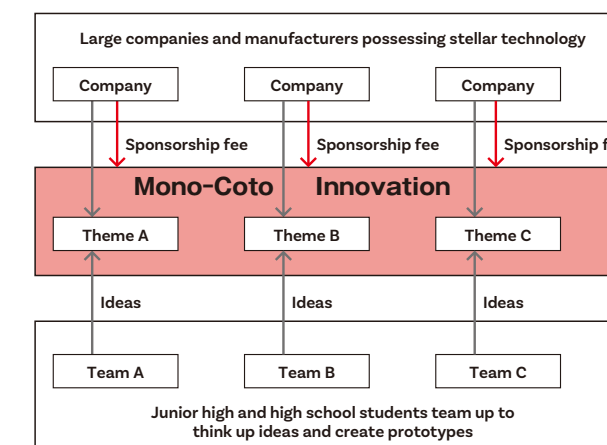 Large companies and manufacturers possessing stellar technology
Company Company Company
Sponsorship fee Sponsorship fee Sponsorship f
Mono-Coto Innovation
Theme A Theme B Theme C
Ideas Ideas Ideas
Team A Team B Team C
Junior high and high school students team up to
think up ideas and create prototypes